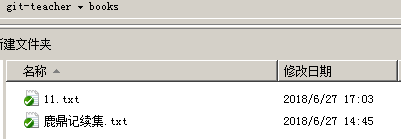 git-teacher ▾ books
新建文件夹
名称 修改日期
11.txt 2018/6/27 17:03
鹿鼎记续集.txt 2018/6/27 14:45